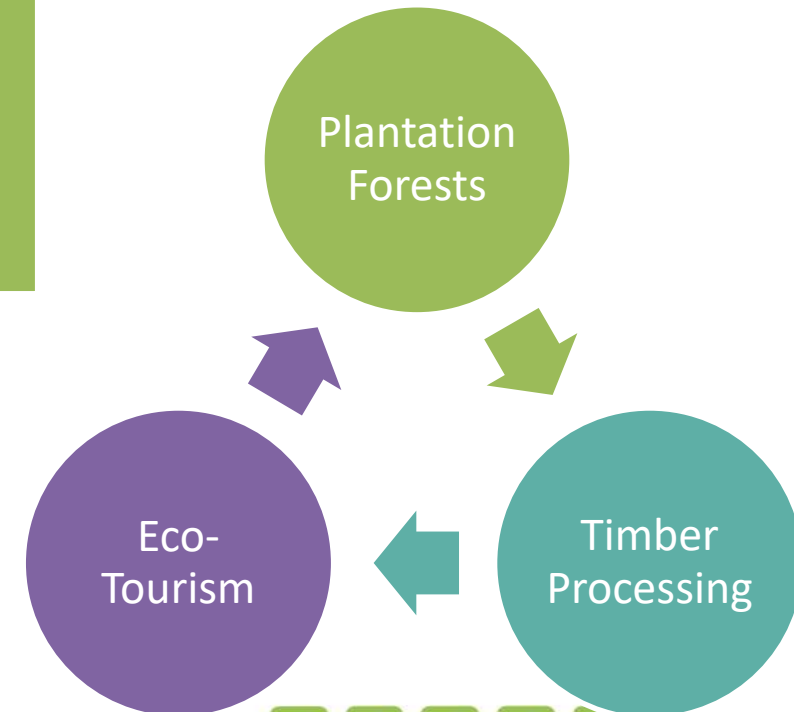 Plantation
Forests
Eco-
Tourism
Timber
Processing